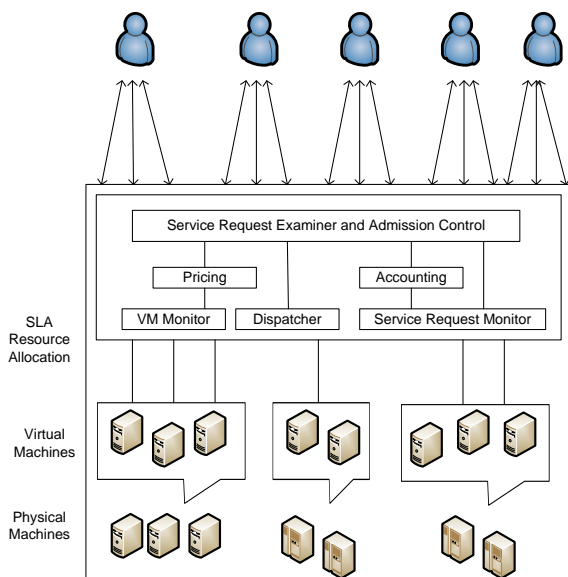 Service Request Examiner and Admission Control
Pricing
Accounting
VM Monitor
Dispatcher
Service Request Monitor
SLA
Resource
Allocation
Virtual
Machines
Physical
Machines